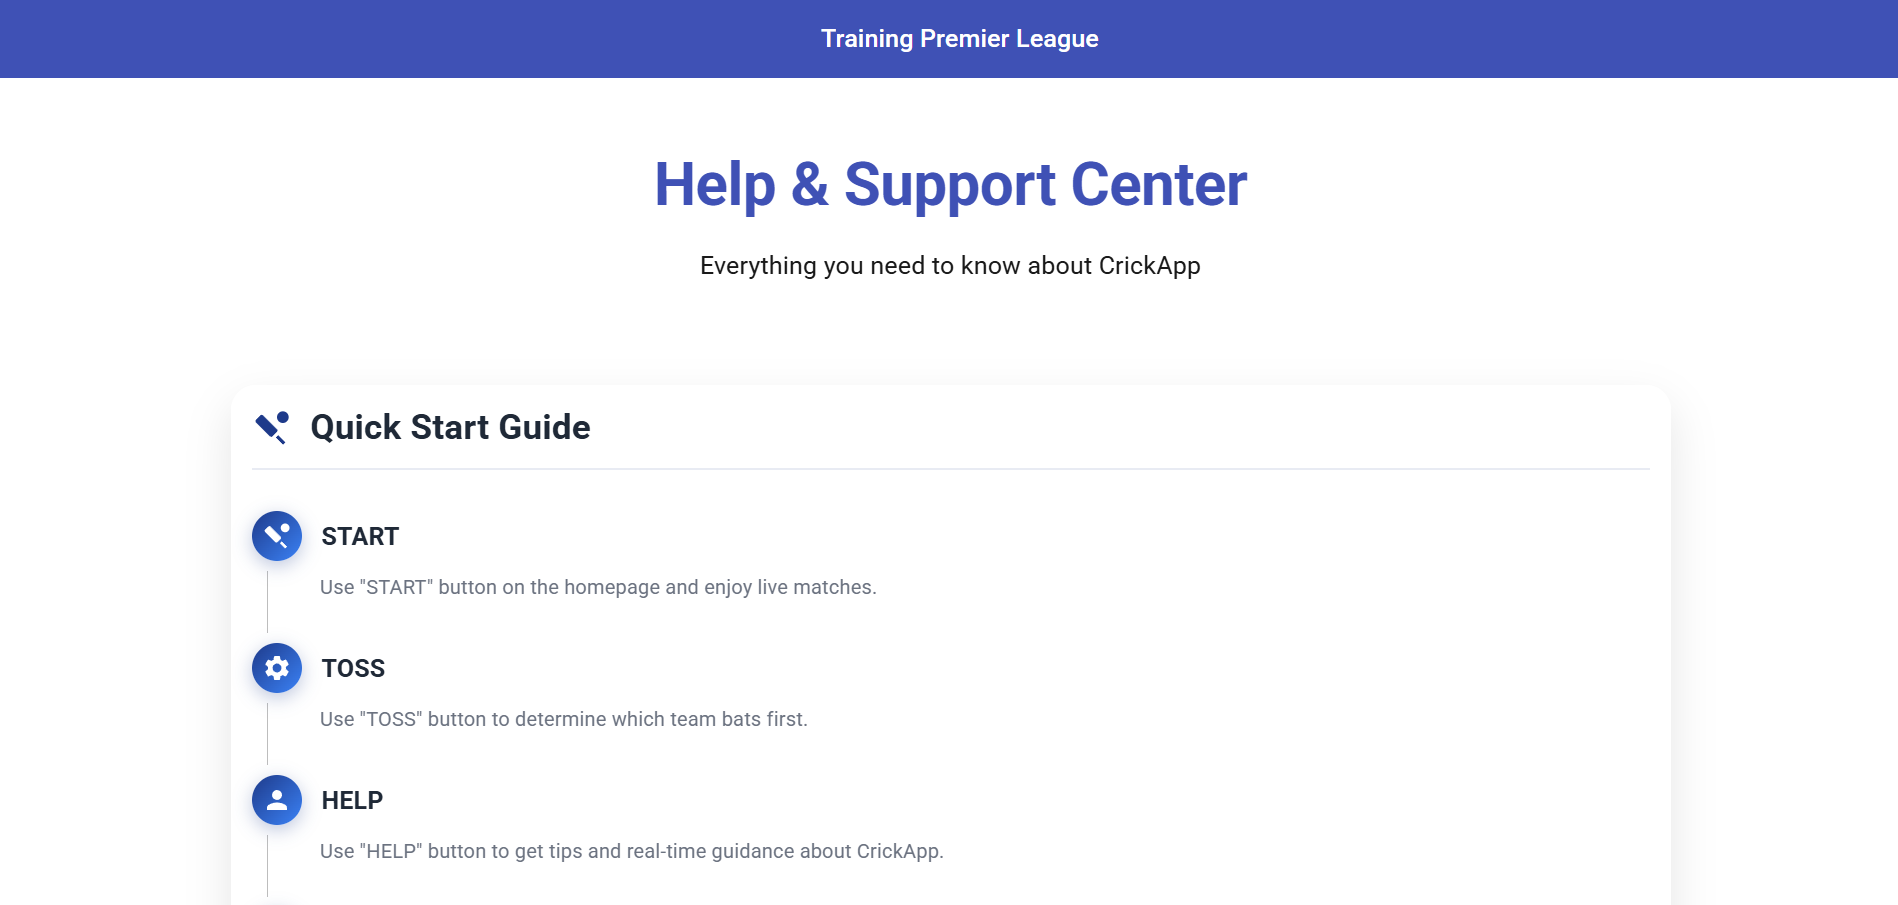 Training Premier League
Help & Support Center
Everything you need to know about CrickApp
Quick Start Guide
START
Use "START" button on the homepage and enjoy live matches.
TOSS
Use "TOSS" button to determine which team bats first.
HELP
Use "HELP" button to get tips and real-time guidance about CrickApp.